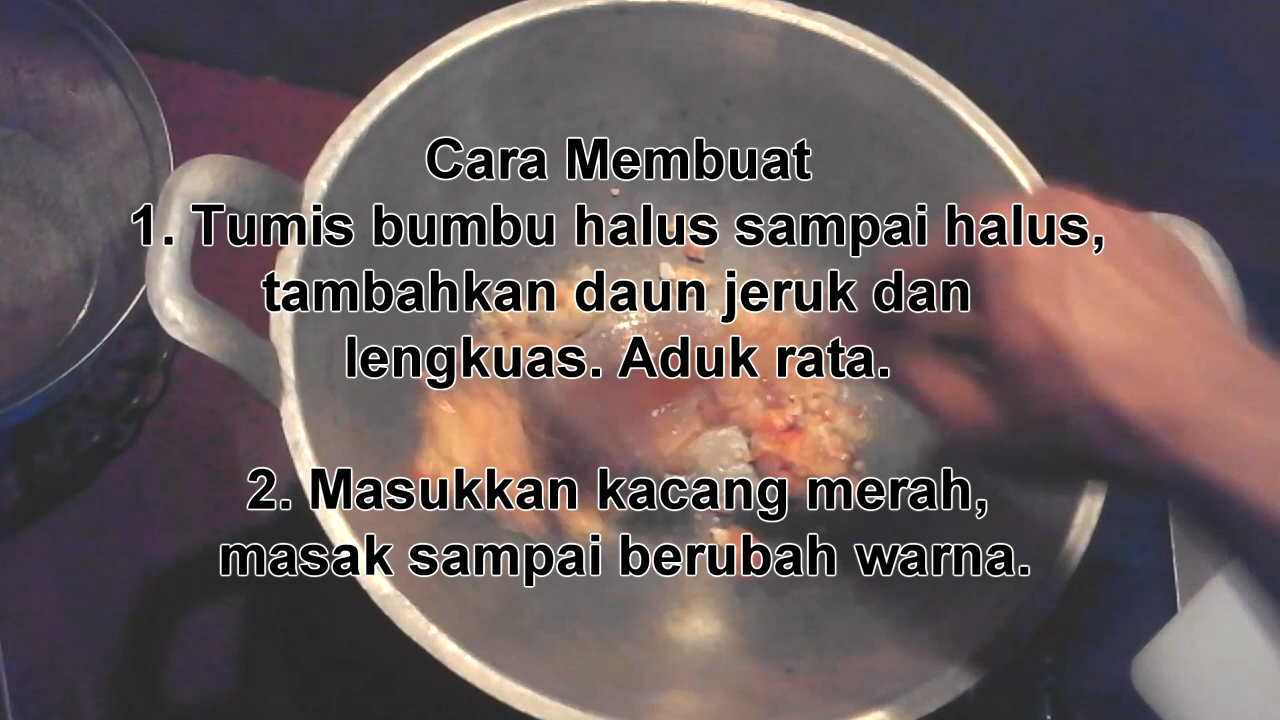 Cara Membuat
1. Tumis bumbu halus sampai halus,
tambahkan daun jeruk dan
lengkuas. Aduk rata.
2. Masukkan kacang merah,
masak sampai berubah warna.